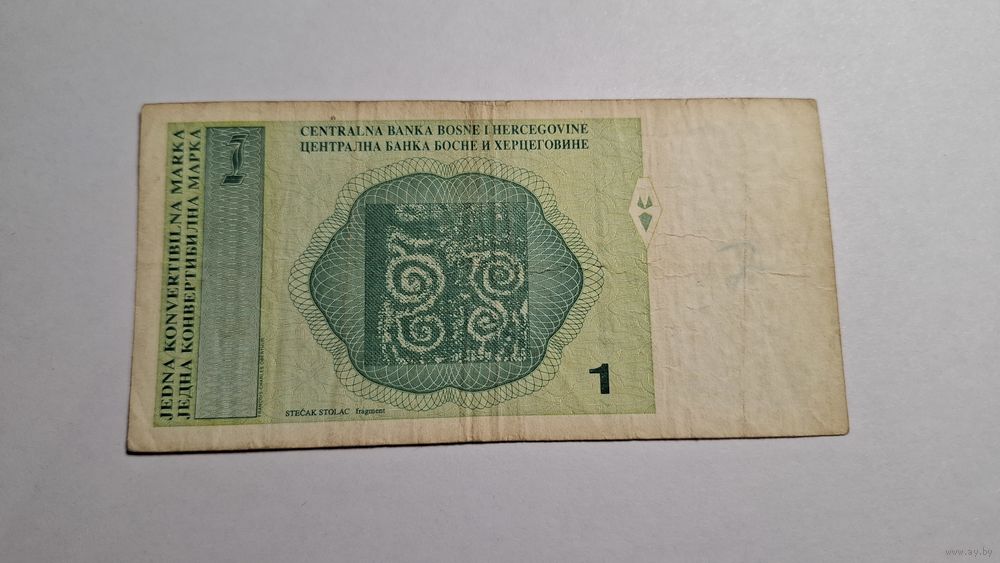 JEDNA KONVERTIBILNA MARKA
ЈЕДНА КОНВЕРТИБИЛНА МАРКА
1
CENTRALNA BANKA BOSNE I HERCEGOVINE
ЦЕНТРАЛНА БАНКА БОСНЕ И ХЕРЦЕГОВИНЕ
STEĆAK STOLAC fragment
1
www.ay.by